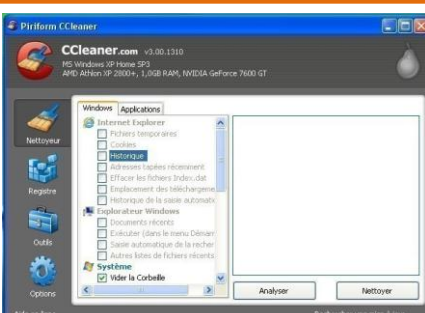 Piriform CCleaner
CCleaner.com v3.00.1310
MS Windows XP Home SP3
AMD Athlon XP 2800+, 1,0GB RAM, NVIDIA GeForce 7600 GT
Nettoyeur
Registre
Outils
Options
Windows Applications
Internet Explorer
Fichiers temporaires
Cookies
Historique
Adresses tapées récemment
Effacer les fichiers Index.dat
Emplacement des téléchargeme
Historique de la saisie automatiq
Explorateur Windows
Documents récents
Exécuter (dans le menu Démarr
Saisie automatique de la recher
Autres listes de fichiers récents
Système
Vider la Corbeille
Analyser
Nettoyer